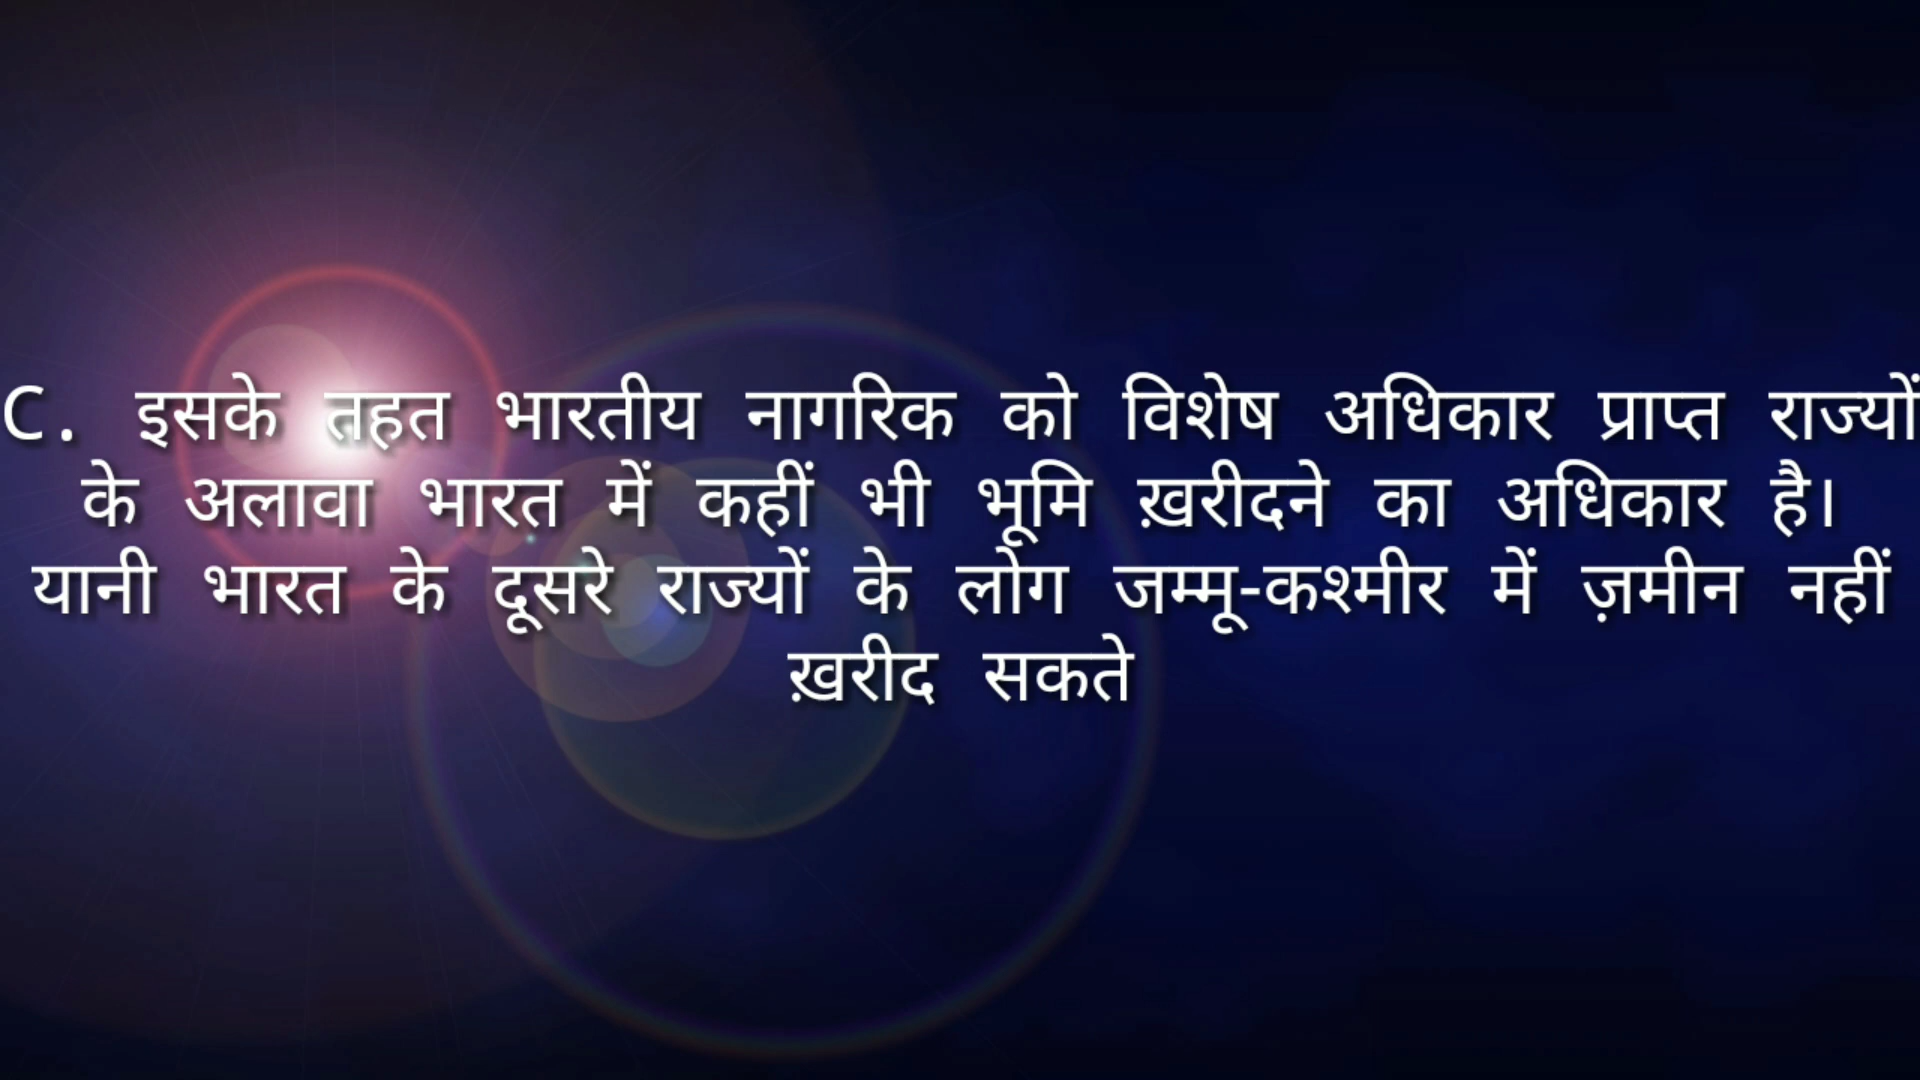 C. इसके तहत भारतीय नागरिक को विशेष अधिकार प्राप्त राज्यों
के अलावा भारत में कहीं भी भूमि ख़रीदने का अधिकार है।
यानी भारत के दूसरे राज्यों के लोग जम्मू-कश्मीर में ज़मीन नहीं
ख़रीद सकते